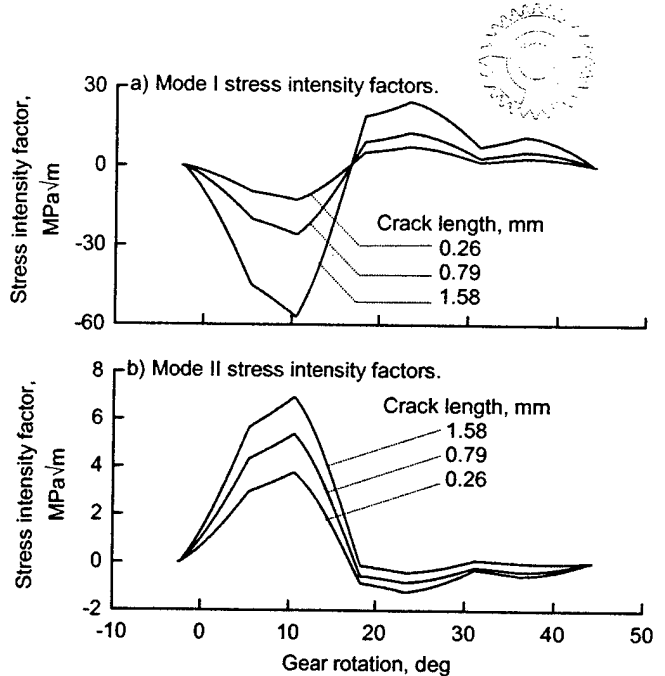 a) Mode I stress intensity factors.
Stress intensity factor,
MPa√m
30
0
-30
-60
Crack length, mm
0.26
0.79
1.58
b) Mode II stress intensity factors.
Stress intensity factor,
MPa√m
8
6
4
2
0
-2
Crack length, mm
1.58
0.79
0.26
-10
0
10
20
30
40
50
Gear rotation, deg